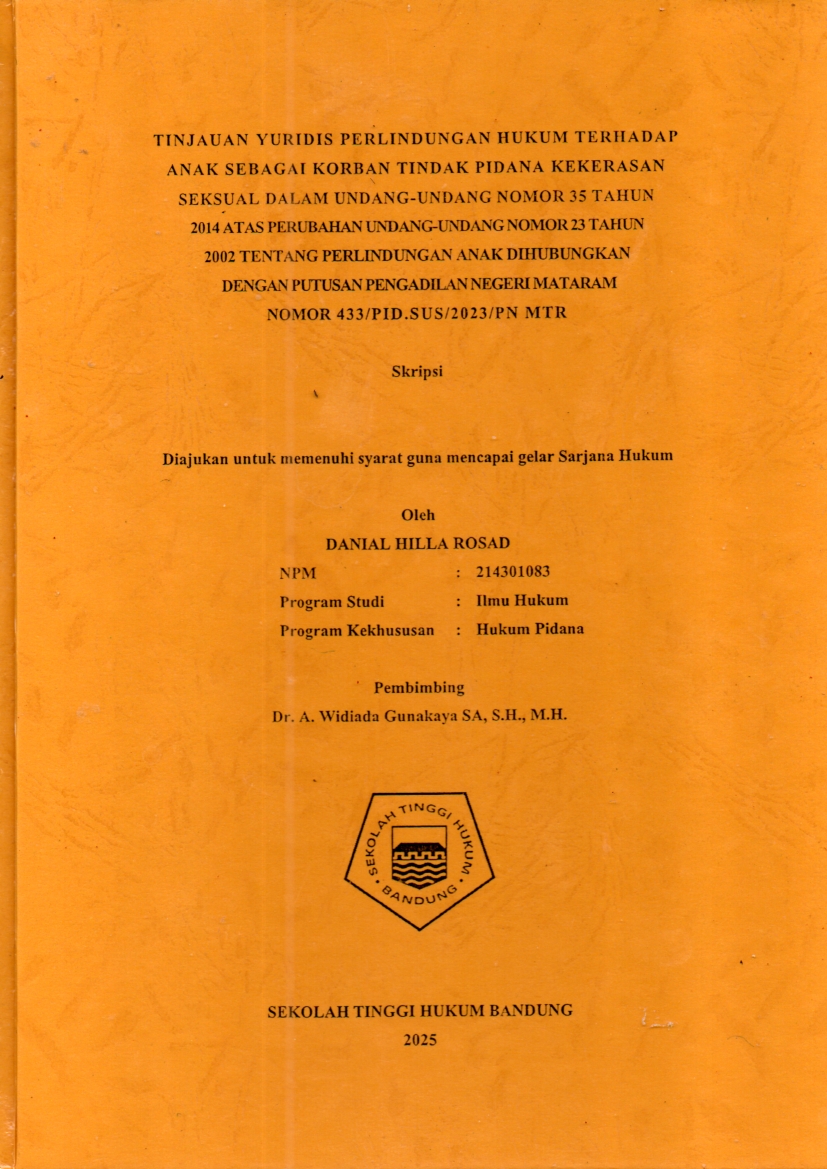 TINJAUAN YURIDIS PERLINDUNGAN HUKUM TERHADAP
ANAK SEBAGAI KORBAN TINDAK PIDANA KEKERASAN
SEKSUAL DALAM UNDANG-UNDANG NOMOR 35 TAHUN
2014 ATAS PERUBAHAN UNDANG-UNDANG NOMOR 23 TAHUN
2002 TENTANG PERLINDUNGAN ANAK DIHUBUNGKAN
DENGAN PUTUSAN PENGADILAN NEGERI MATARAM
NOMOR 433/PID.SUS/2023/PN MTR
Skripsi
Diajukan untuk memenuhi syarat guna mencapai gelar Sarjana Hukum
Oleh
DANIAL HILLA ROSAD
NPM : 214301083
Program Studi : Ilmu Hukum
Program Kekhususan : Hukum Pidana
Pembimbing
Dr. A. Widiada Gunakaya SA, S.H., M.H.
SEKOLAH TINGGI HUKUM
BANDUNG
SEKOLAH TINGGI HUKUM BANDUNG
2025